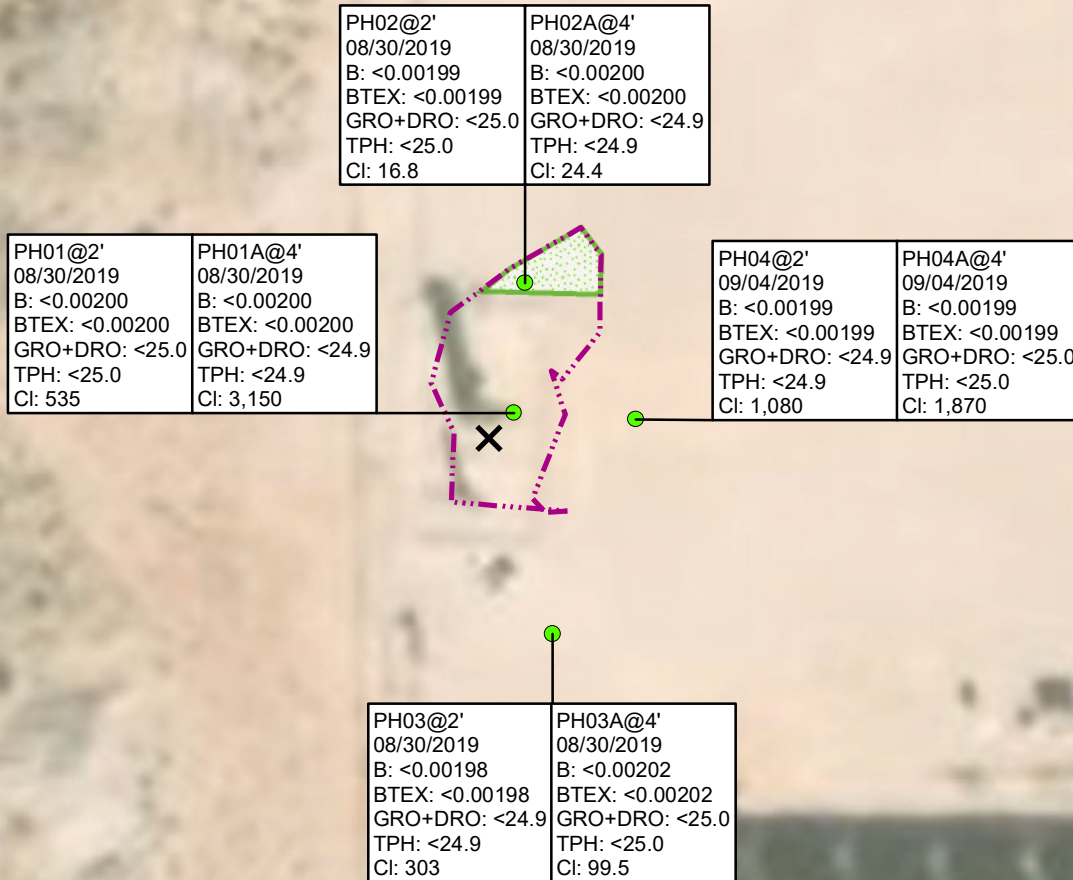 PH02@2'
08/30/2019
B: <0.00199
BTEX: <0.00199
GRO+DRO: <25.0
TPH: <25.0
Cl: 16.8
PH02A@4'
08/30/2019
B: <0.00200
BTEX: <0.00200
GRO+DRO: <24.9
TPH: <24.9
Cl: 24.4
PH01@2'
08/30/2019
B: <0.00200
BTEX: <0.00200
GRO+DRO: <25.0
TPH: <25.0
Cl: 535
PH01A@4'
08/30/2019
B: <0.00200
BTEX: <0.00200
GRO+DRO: <24.9
TPH: <24.9
Cl: 3,150
PH04@2'
09/04/2019
B: <0.00199
BTEX: <0.00199
GRO+DRO: <24.9
TPH: <24.9
Cl: 1,080
PH04A@4'
09/04/2019
B: <0.00199
BTEX: <0.00199
GRO+DRO: <25.0
TPH: <25.0
Cl: 1,870
PH03@2'
08/30/2019
B: <0.00198
BTEX: <0.00198
GRO+DRO: <24.9
TPH: <24.9
Cl: 303
PH03A@4'
08/30/2019
B: <0.00202
BTEX: <0.00202
GRO+DRO: <25.0
TPH: <25.0
Cl: 99.5